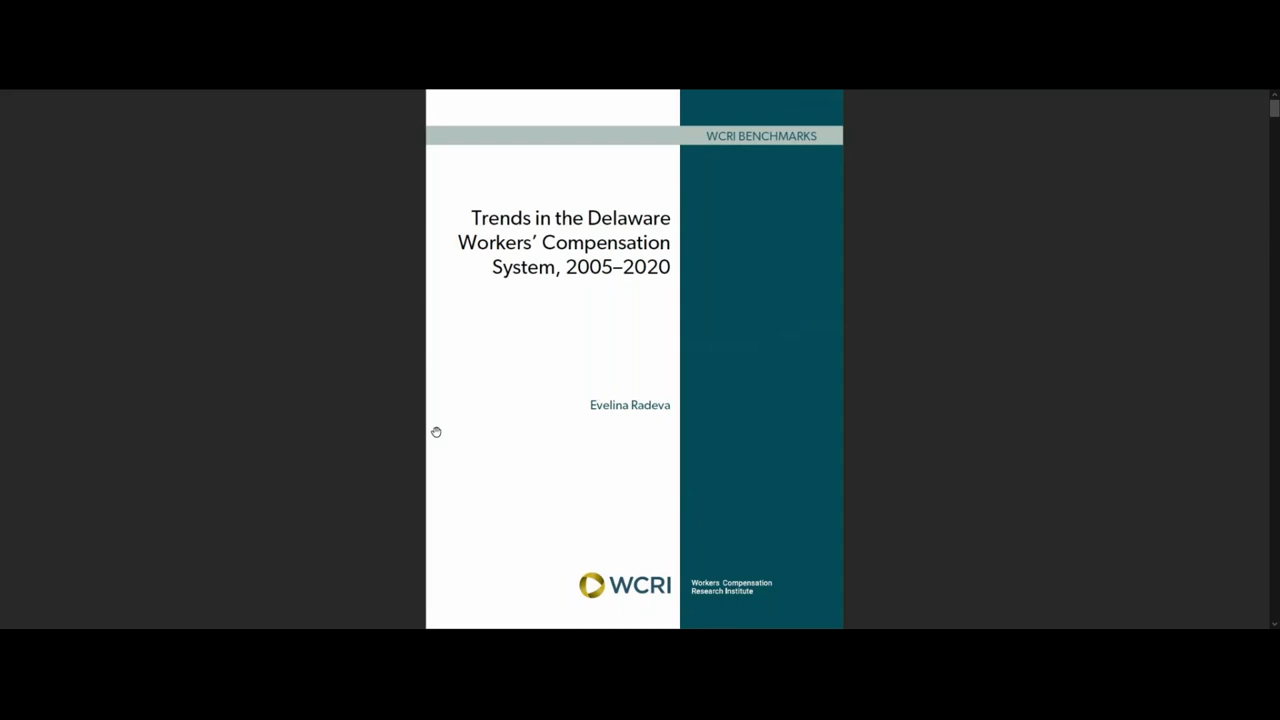 WCRI BENCHMARKS
Trends in the Delaware
Workers’ Compensation
System, 2005–2020
Evelina Radeva
WCRI
Workers Compensation
Research Institute